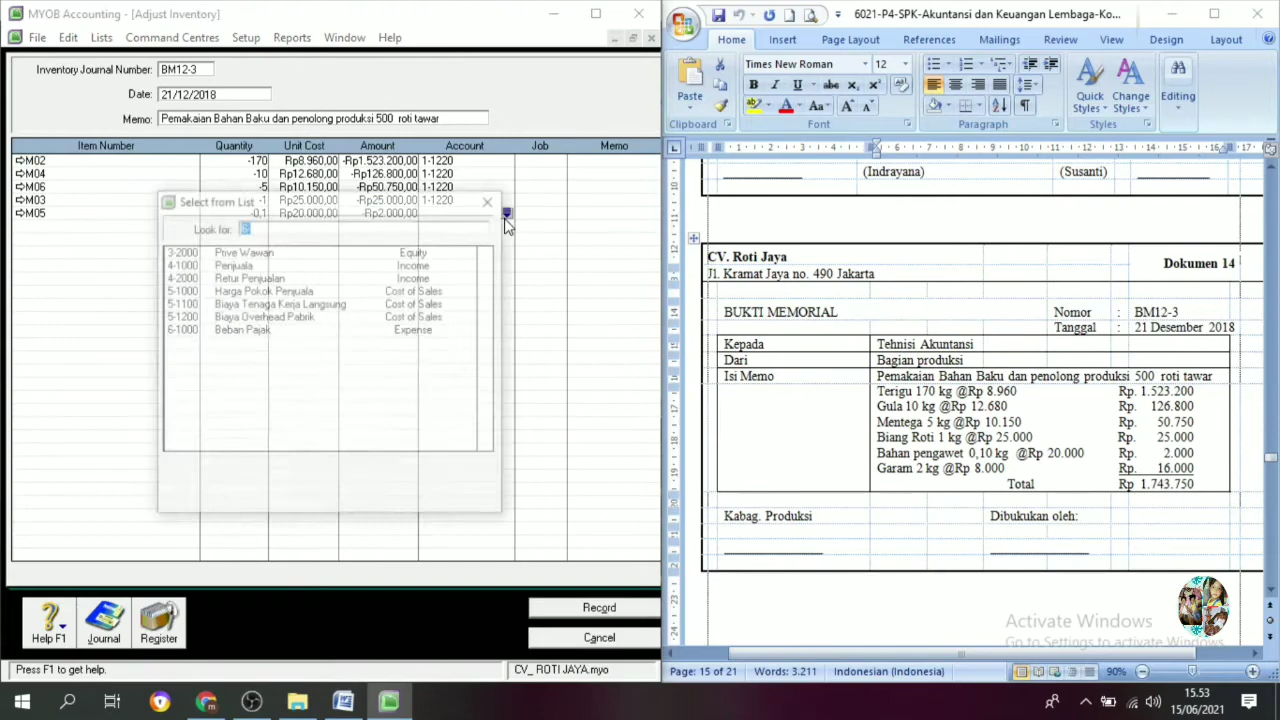 MYOB Accounting - [Adjust Inventory]
File Edit Lists Command Centres Setup Reports Window Help
Inventory Journal Number: BM12-3
Date: 21/12/2018
Memo: Pemakaian Bahan Baku dan penolong produksi 500 roti tawar
Item Number Quantity Unit Cost Amount Account Job Memo
M02 -170 Rp8.960,00 -Rp1.523.200,00 1-1220
M04 -10 Rp12.680,00 -Rp126.800,00 1-1220
M06 -5 Rp10.150,00 -Rp50.750,00 1-1220
M03 -1 Rp25.000,00 -Rp25.000,00 1-1220
M05 -0,1 Rp20.000,00 -Rp2.000,00
Select from List
Look for:
3-2000 Prive Wawan Equity
4-1000 Penjuala Income
4-2000 Retur Penjualan Income
5-1000 Harga Pokok Penjuala Cost of Sales
5-1100 Biaya Tenaga Kerja Langsung Cost of Sales
5-1200 Biaya Overhead Pabrik Cost of Sales
6-1000 Beban Pajak Expense
Help F1 Journal Register
Record
Cancel
Press F1 to get help. CV_ ROTI JAYA.myo
6021-P4-SPK-Akuntansi dan Keuangan Lembaga-Ko...
Home Insert Page Layout References Mailings Review View Design Layout
Times New Roman 12
Paste
Quick Styles
Change Styles
Editing
Clipboard Font Paragraph Styles
(Indrayana) (Susanti)
CV. Roti Jaya
Jl. Kramat Jaya no. 490 Jakarta
Dokumen 14
BUKTI MEMORIAL Nomor : BM12-3
Tanggal : 21 Desember 2018
Kepada Tehnisi Akuntansi
Dari Bagian produksi
Isi Memo Pemakaian Bahan Baku dan penolong produksi 500 roti tawar
Terigu 170 kg @Rp 8.960 Rp. 1.523.200
Gula 10 kg @Rp 12.680 Rp. 126.800
Mentega 5 kg @Rp 10.150 Rp. 50.750
Biang Roti 1 kg @Rp 25.000 Rp. 25.000
Bahan pengawet 0,10 kg @Rp 20.000 Rp. 2.000
Garam 2 kg @Rp 8.000 Rp. 16.000
Total Rp 1.743.750
Kabag. Produksi Dibukukan oleh:
Activate Windows
Go to Settings to activate Windows.
Page: 15 of 21 Words: 3.211 Indonesian (Indonesia) 90%
15.53
15/06/2021